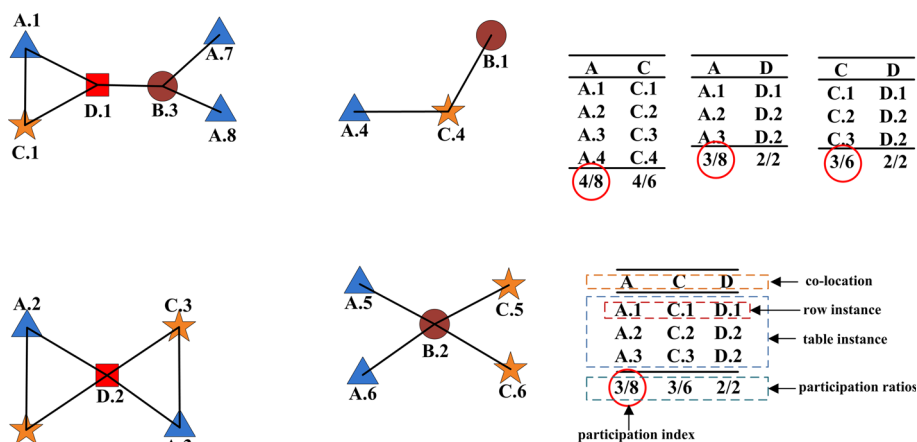 A.1
A.7
D.1
B.3
A.8
C.1
B.1
A.4
C.4
A C
A.1 C.1
A.2 C.2
A.3 C.3
A.4 C.4
4/8 4/6
A D
A.1 D.1
A.2 D.2
A.3 D.2
3/8 2/2
C D
C.1 D.1
C.2 D.2
C.3 D.2
3/6 2/2
A.2
C.3
D.2
A.5
C.5
B.2
A.6
C.6
A C D
co-location
A.1 C.1 D.1
row instance
A.2 C.2 D.2
table instance
A.3 C.3 D.2
3/8 3/6 2/2
participation ratios
participation index